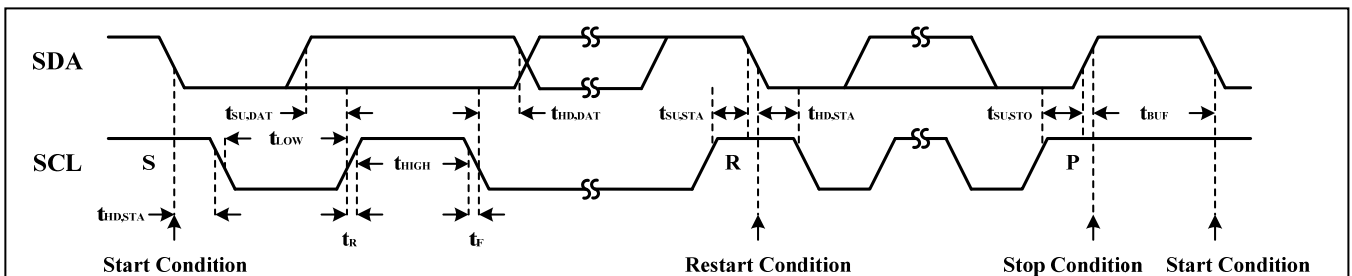 SDA
tSU,DAT tHD,DAT tSU,STA tHD,STA tSU,STO tBUF
tLOW
SCL S tHIGH R P
tHD,STA
tR tF
Start Condition Restart Condition Stop Condition Start Condition